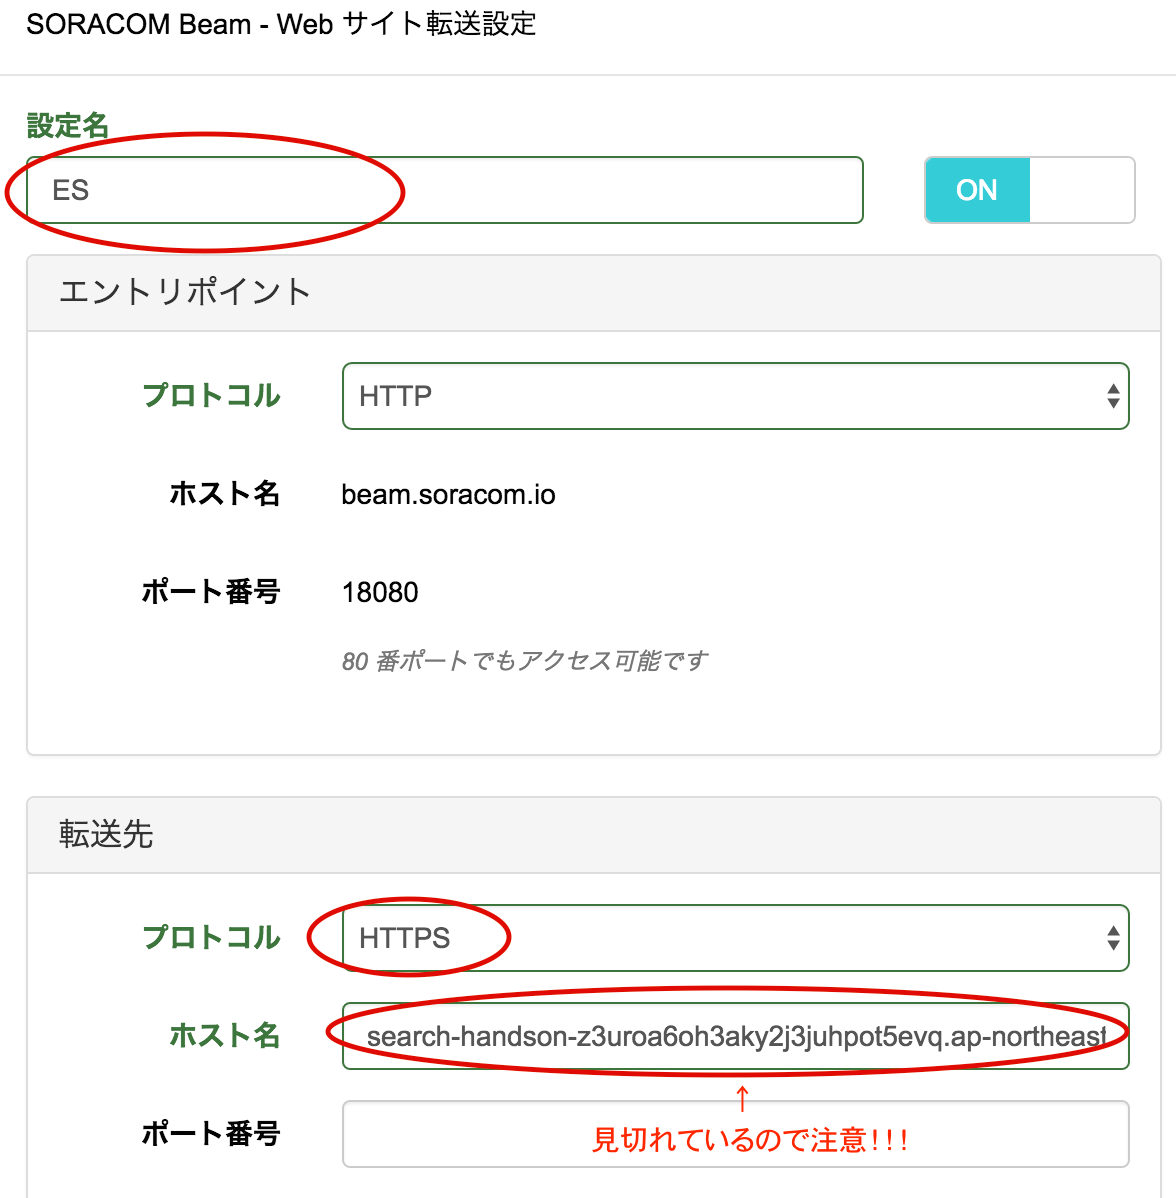 SORACOM Beam - Web サイト転送設定
設定名
ES
ON
エントリポイント
プロトコル
HTTP
ホスト名
beam.soracom.io
ポート番号
18080
80 番ポートでもアクセス可能です
転送先
プロトコル
HTTPS
ホスト名
search-handson-z3uroa6oh3aky2j3juhpot5evq.ap-northeast
↑
ポート番号
見切れているので注意!!!